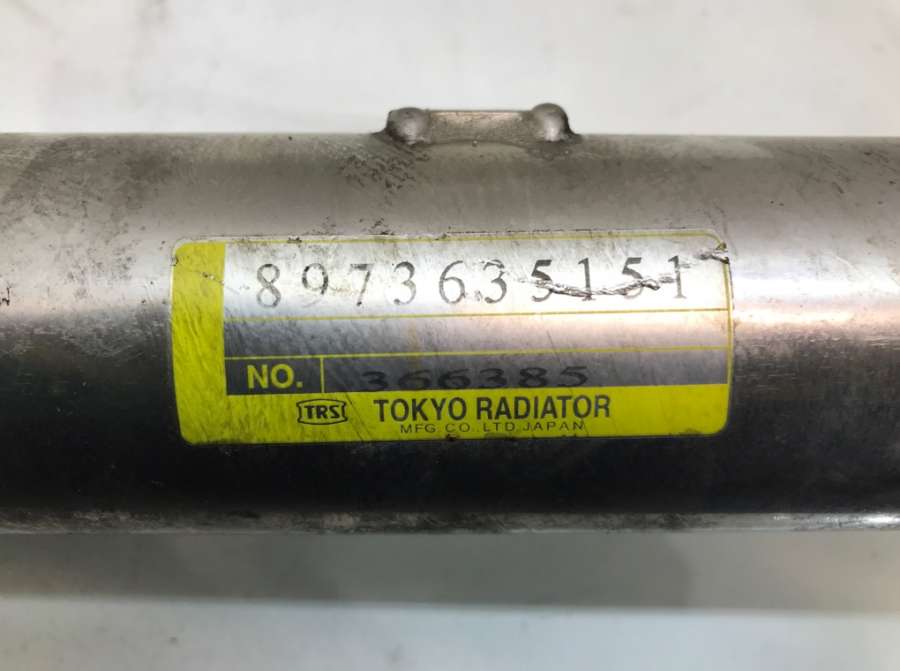 8973635151
NO. 366385
TRS TOKYO RADIATOR
MFG.CO.,LTD.JAPAN